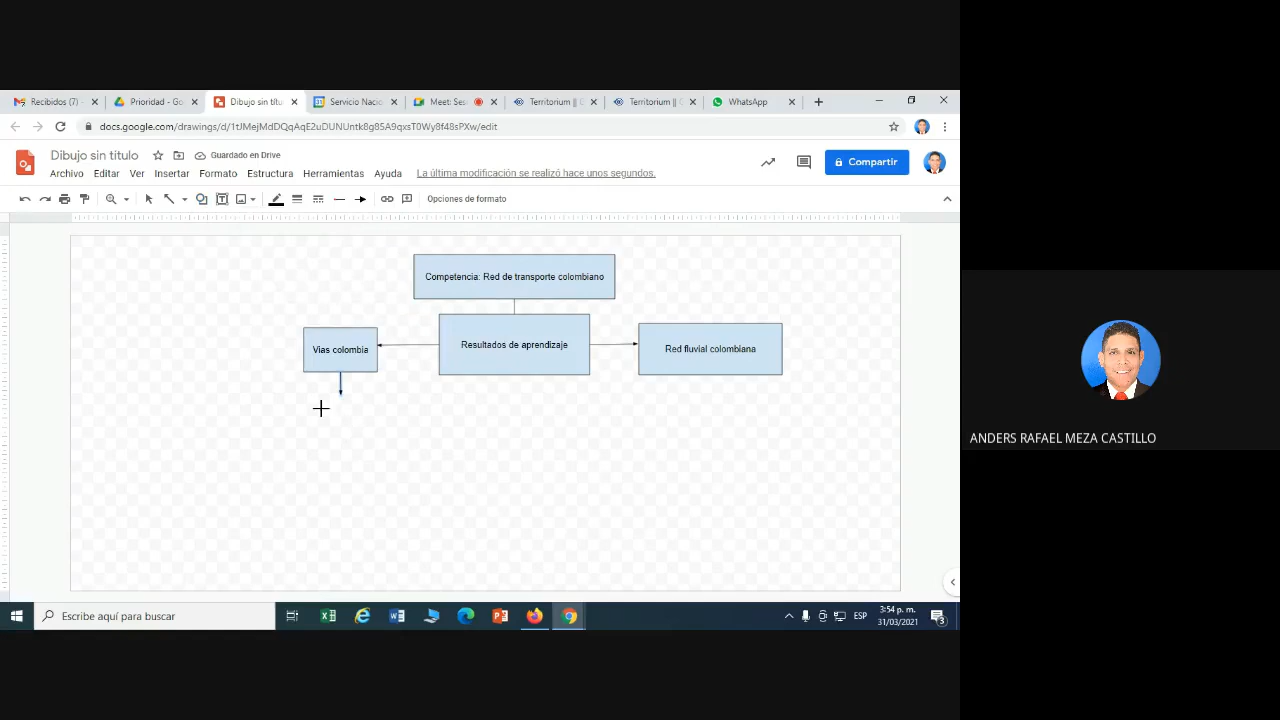 Recibidos (7) -
Prioridad - Go
Dibujo sin títu
Servicio Nacio
Meet: Ses
Territorium || E
Territorium || C
WhatsApp
docs.google.com/drawings/d/1tJMejMdDQqAqE2uDUNUntk8g85A9qxsT0Wy8f48sPXw/edit
Dibujo sin título
Guardado en Drive
Archivo Editar Ver Insertar Formato Estructura Herramientas Ayuda
La última modificación se realizó hace unos segundos.
Compartir
Opciones de formato
Competencia: Red de transporte colombiano
Vias colombia
Resultados de aprendizaje
Red fluvial colombiana
ANDERS RAFAEL MEZA CASTILLO
Escribe aquí para buscar
ESP
3:54 p. m.
31/03/2021
3